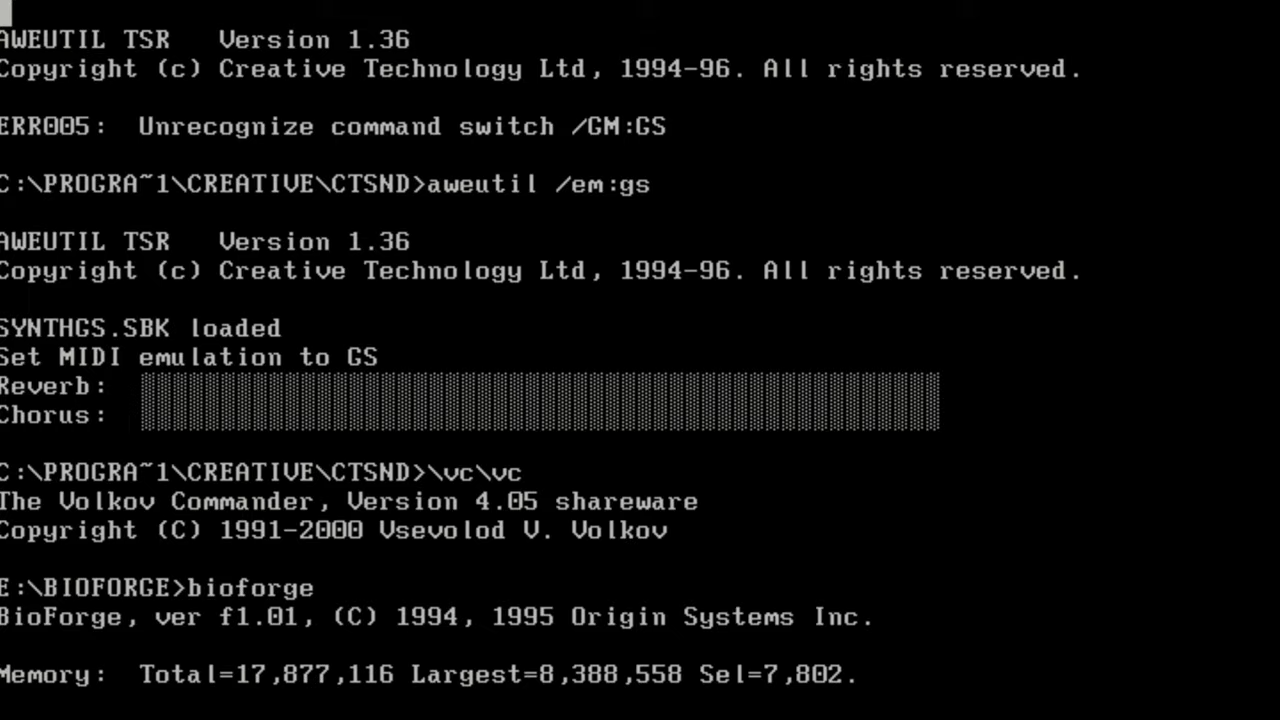 AWEUTIL TSR   Version 1.36
Copyright (c) Creative Technology Ltd, 1994-96. All rights reserved.
ERR005:  Unrecognize command switch /GM:GS
C:\PROGRA~1\CREATIVE\CTSND>aweutil /em:gs
AWEUTIL TSR   Version 1.36
Copyright (c) Creative Technology Ltd, 1994-96. All rights reserved.
SYNTHGS.SBK loaded
Set MIDI emulation to GS
Reverb:
Chorus:
C:\PROGRA~1\CREATIVE\CTSND>\vc\vc
The Volkov Commander, Version 4.05 shareware
Copyright (C) 1991-2000 Vsevolod V. Volkov
E:\BIOFORGE>bioforge
BioForge, ver f1.01, (C) 1994, 1995 Origin Systems Inc.
Memory:  Total=17,877,116 Largest=8,388,558 Sel=7,802.